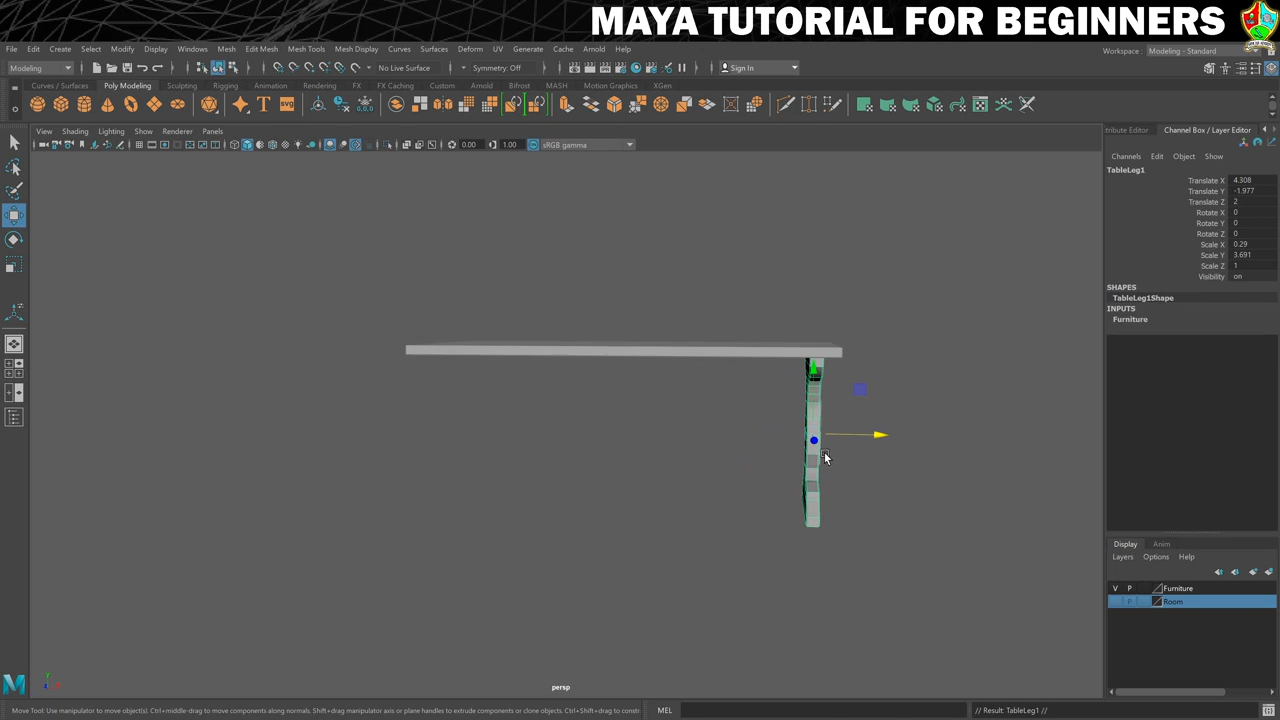 MAYA TUTORIAL FOR BEGINNERS
File Edit Create Select Modify Display Windows Mesh Edit Mesh Mesh Tools Mesh Display Curves Surfaces Deform UV Generate Cache Arnold Help
Workspace : Modeling - Standard
Modeling No Live Surface Symmetry: Off Sign In
Curves / Surfaces Poly Modeling Sculpting Rigging Animation Rendering FX FX Caching Custom Arnold Bifrost MASH Motion Graphics XGen
View Shading Lighting Show Renderer Panels
tribute Editor Channel Box / Layer Editor
0.00 1.00 sRGB gamma
Channels Edit Object Show
TableLeg1
Translate X 4.308
Translate Y -1.977
Translate Z 2
Rotate X 0
Rotate Y 0
Rotate Z 0
Scale X 0.29
Scale Y 3.691
Scale Z 1
Visibility on
SHAPES
TableLeg1Shape
INPUTS
Furniture
Display Anim
Layers Options Help
V P Furniture
P Room
persp
Move Tool: Use manipulator to move object(s). Ctrl+middle-drag to move components along normals. Shift+drag manipulator axis or plane handles to extrude components or clone objects. Ctrl+Shift+drag to constr
MEL
// Result: TableLeg1 //